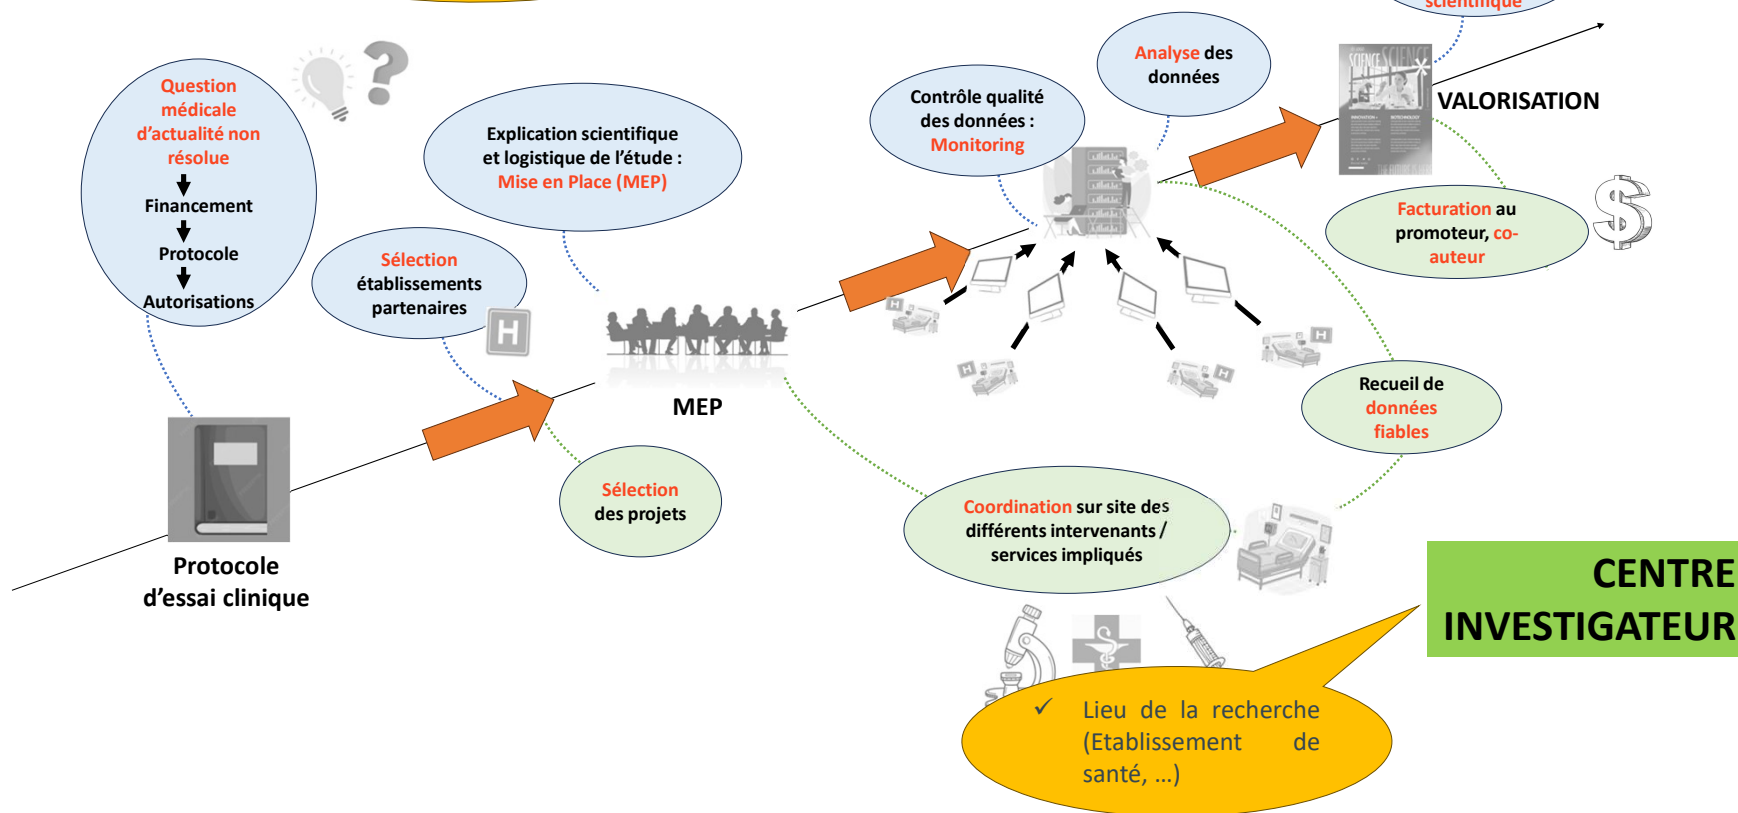 scientifique
Question
médicale
d'actualité non
résolue
Financement
Protocole
Autorisations
Explication scientifique
et logistique de l'étude :
Mise en Place (MEP)
Sélection
établissements
partenaires
H
Contrôle qualité
des données :
Monitoring
Analyse des
données
SCIENCE
VALORISATION
Facturation au
promoteur, co-
auteur
$
MEP
Recueil de
données
fiables
Sélection
des projets
Coordination sur site des
différents intervenants /
services impliqués
Protocole
d'essai clinique
CENTRE
INVESTIGATEUR
✓ Lieu de la recherche
(Etablissement de
santé, ...)